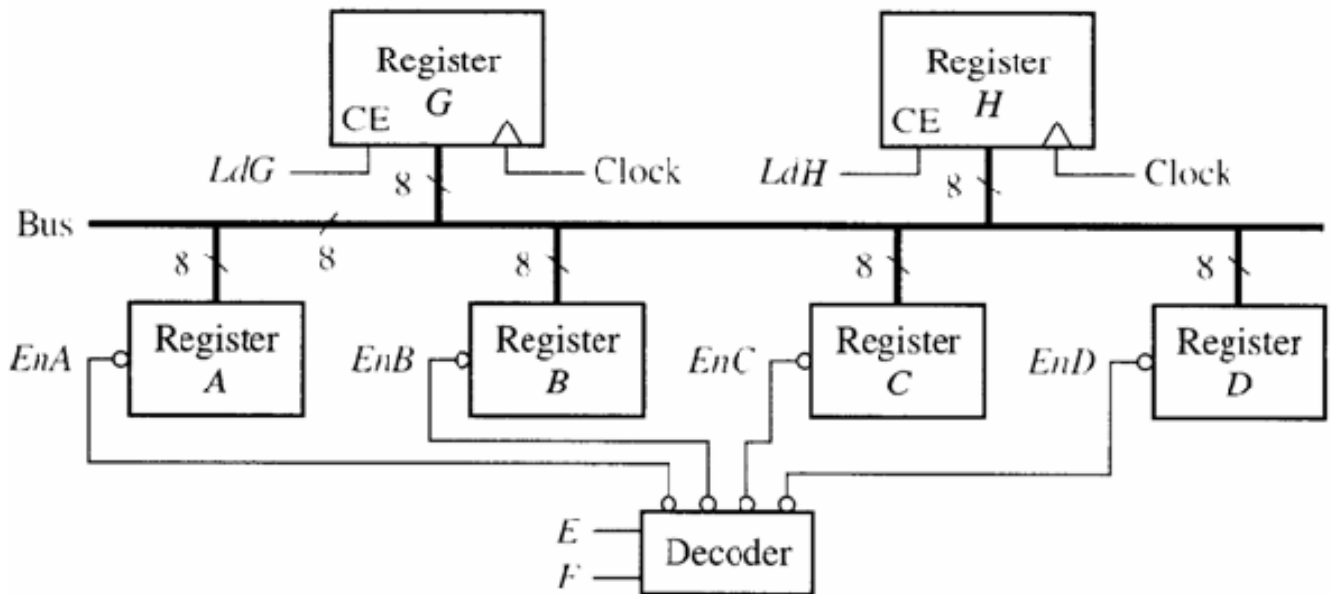 Register
G
CE
LdG
8
Clock
Register
H
CE
LdH
8
Clock
Bus
8
8
8
8
8
EnA
Register
A
EnB
Register
B
EnC
Register
C
EnD
Register
D
E
F
Decoder